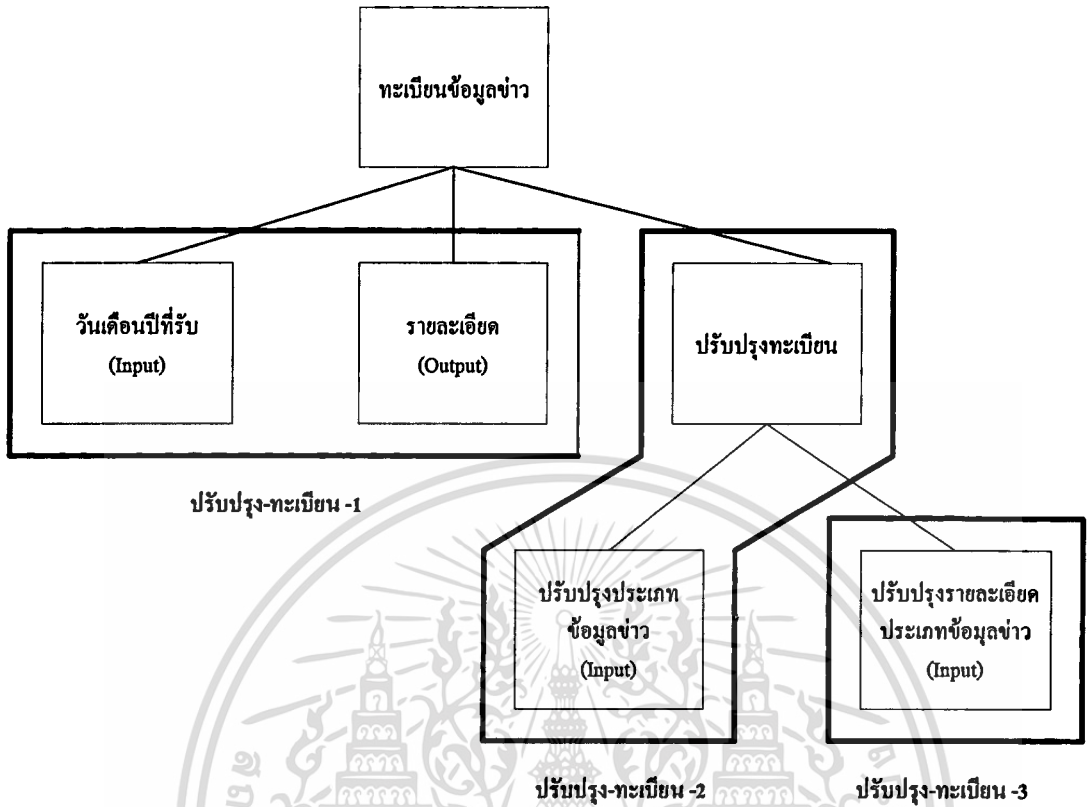 ทะเบียนข้อมูลข่าว
วันเดือนปีที่รับ
(Input)
รายละเอียด
(Output)
ปรับปรุงทะเบียน
ปรับปรุง-ทะเบียน -1
ปรับปรุงประเภท
ข้อมูลข่าว
(Input)
ปรับปรุงรายละเอียด
ประเภทข้อมูลข่าว
(Input)
ปรับปรุง-ทะเบียน -2
ปรับปรุง-ทะเบียน -3